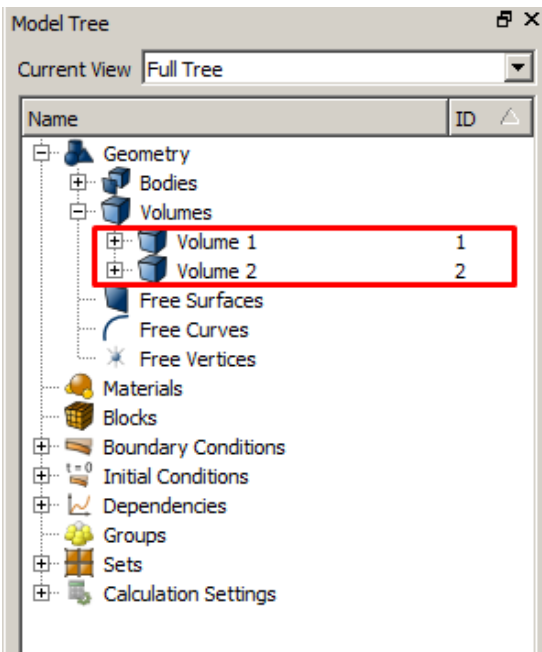 Model Tree
Current View Full Tree
Name ID
Geometry
Bodies
Volumes
Volume 1 1
Volume 2 2
Free Surfaces
Free Curves
Free Vertices
Materials
Blocks
Boundary Conditions
t=0 Initial Conditions
Dependencies
Groups
Sets
Calculation Settings